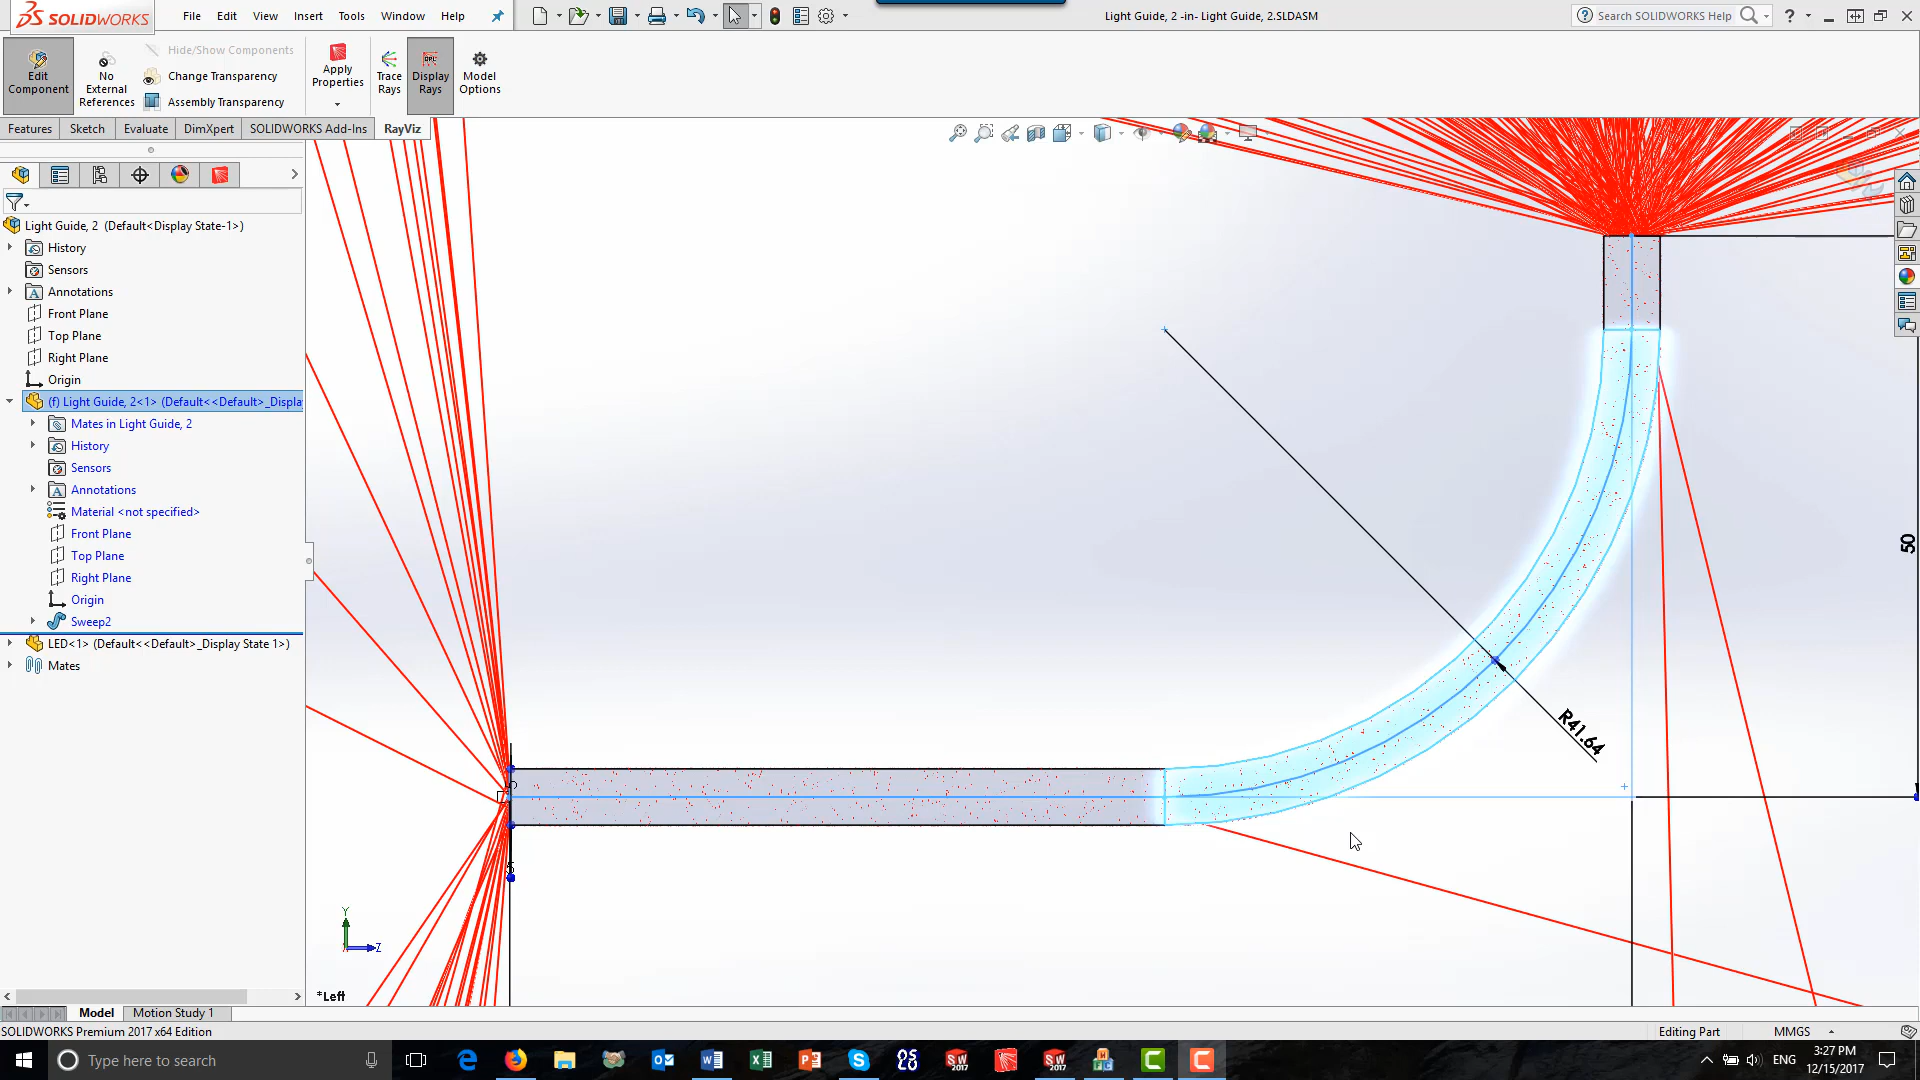 SOLIDWORKS
File Edit View Insert Tools Window Help
Light Guide, 2 -in- Light Guide, 2.SLDASM
Search SOLIDWORKS Help
Edit Component
No External References
Hide/Show Components
Change Transparency
Assembly Transparency
Apply Properties
Trace Rays
Display Rays
Model Options
Features Sketch Evaluate DimXpert SOLIDWORKS Add-Ins RayViz
Light Guide, 2 (Default<Display State-1>)
History
Sensors
Annotations
Front Plane
Top Plane
Right Plane
Origin
(f) Light Guide, 2<1> (Default<<Default>_Displa
Mates in Light Guide, 2
History
Sensors
Annotations
Material <not specified>
Front Plane
Top Plane
Right Plane
Origin
Sweep2
LED<1> (Default<<Default>_Display State 1>)
Mates
50
R41.64
5
Y
Z
*Left
Model Motion Study 1
SOLIDWORKS Premium 2017 x64 Edition
Editing Part
MMGS
Type here to search
ENG
3:27 PM
12/15/2017